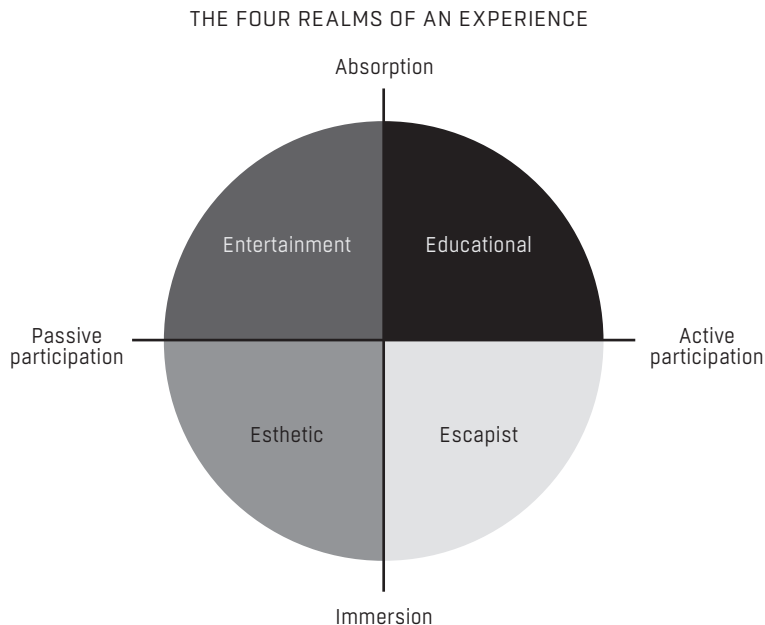 THE FOUR REALMS OF AN EXPERIENCE
Absorption
Entertainment
Educational
Passive
participation
Active
participation
Esthetic
Escapist
Immersion